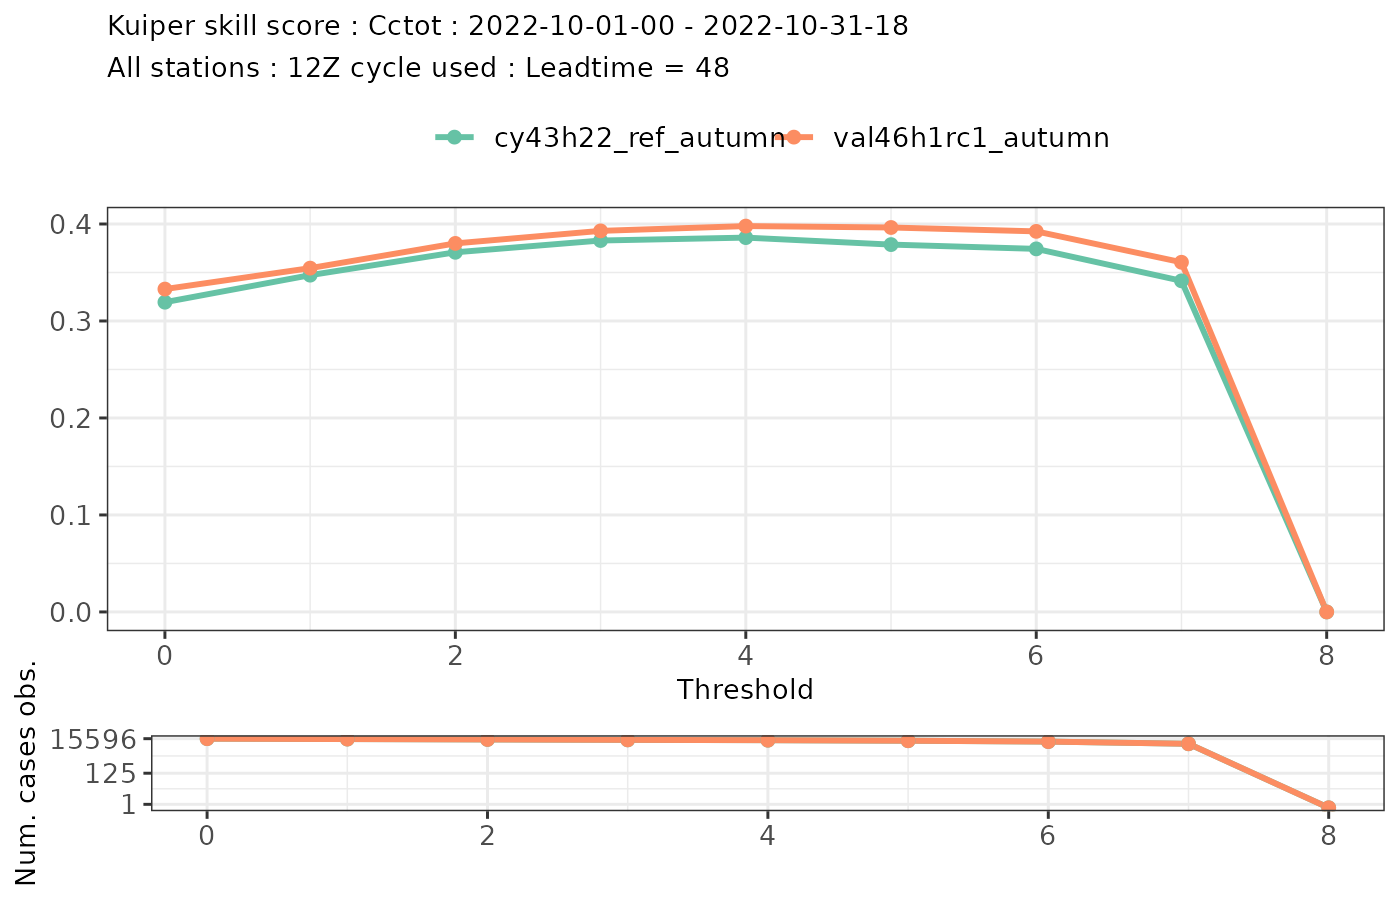 Kuiper skill score : Cctot : 2022-10-01-00 - 2022-10-31-18
All stations : 12Z cycle used : Leadtime = 48
cy43h22_ref_autumn val46h1rc1_autumn
0.4
0.3
0.2
0.1
0.0
0 2 4 6 8
Threshold
Num. cases obs.
15596
125
1
0 2 4 6 8